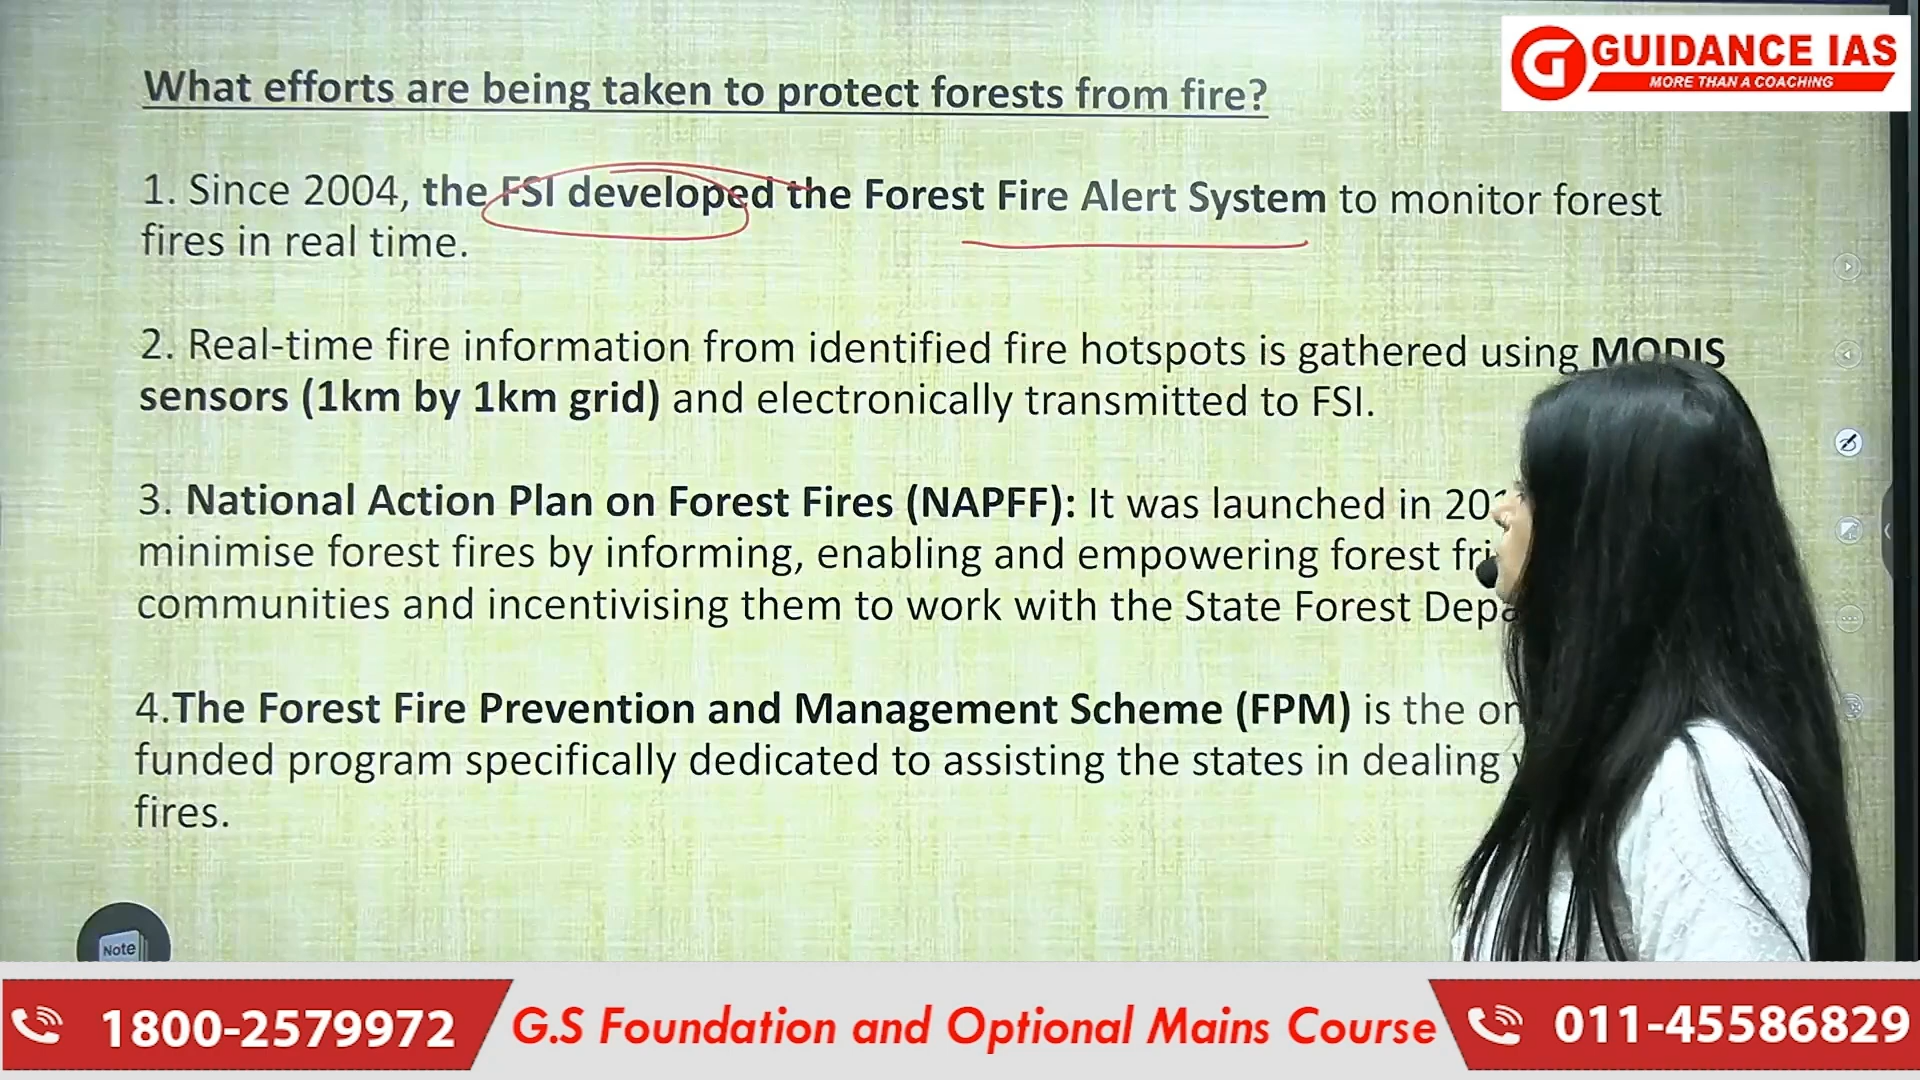 GUIDANCE IAS
MORE THAN A COACHING
What efforts are being taken to protect forests from fire?
1. Since 2004, the FSI developed the Forest Fire Alert System to monitor forest
fires in real time.
2. Real-time fire information from identified fire hotspots is gathered using MODIS
sensors (1km by 1km grid) and electronically transmitted to FSI.
3. National Action Plan on Forest Fires (NAPFF): It was launched in
minimise forest fires by informing, enabling and empowering forest
communities and incentivising them to work with the State Forest
4.The Forest Fire Prevention and Management Scheme (FPM) is the
funded program specifically dedicated to assisting the states in dealing
fires.
Note
1800-2579972
G.S Foundation and Optional Mains Course
011-45586829